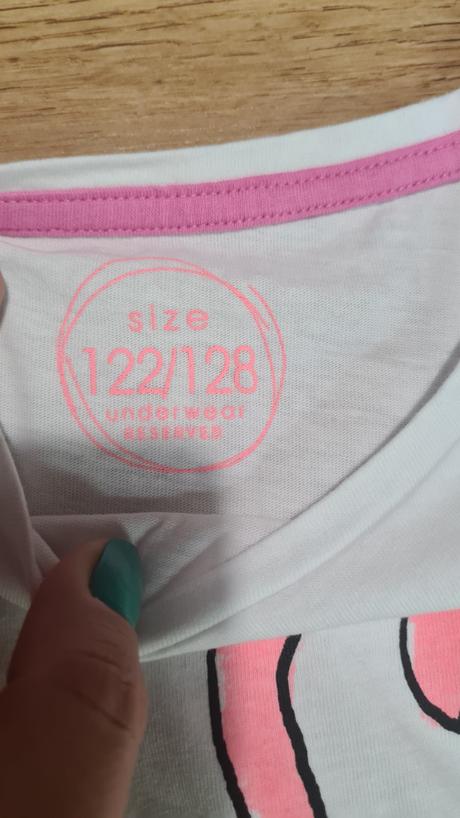 size
122/128
underwear
RESERVED